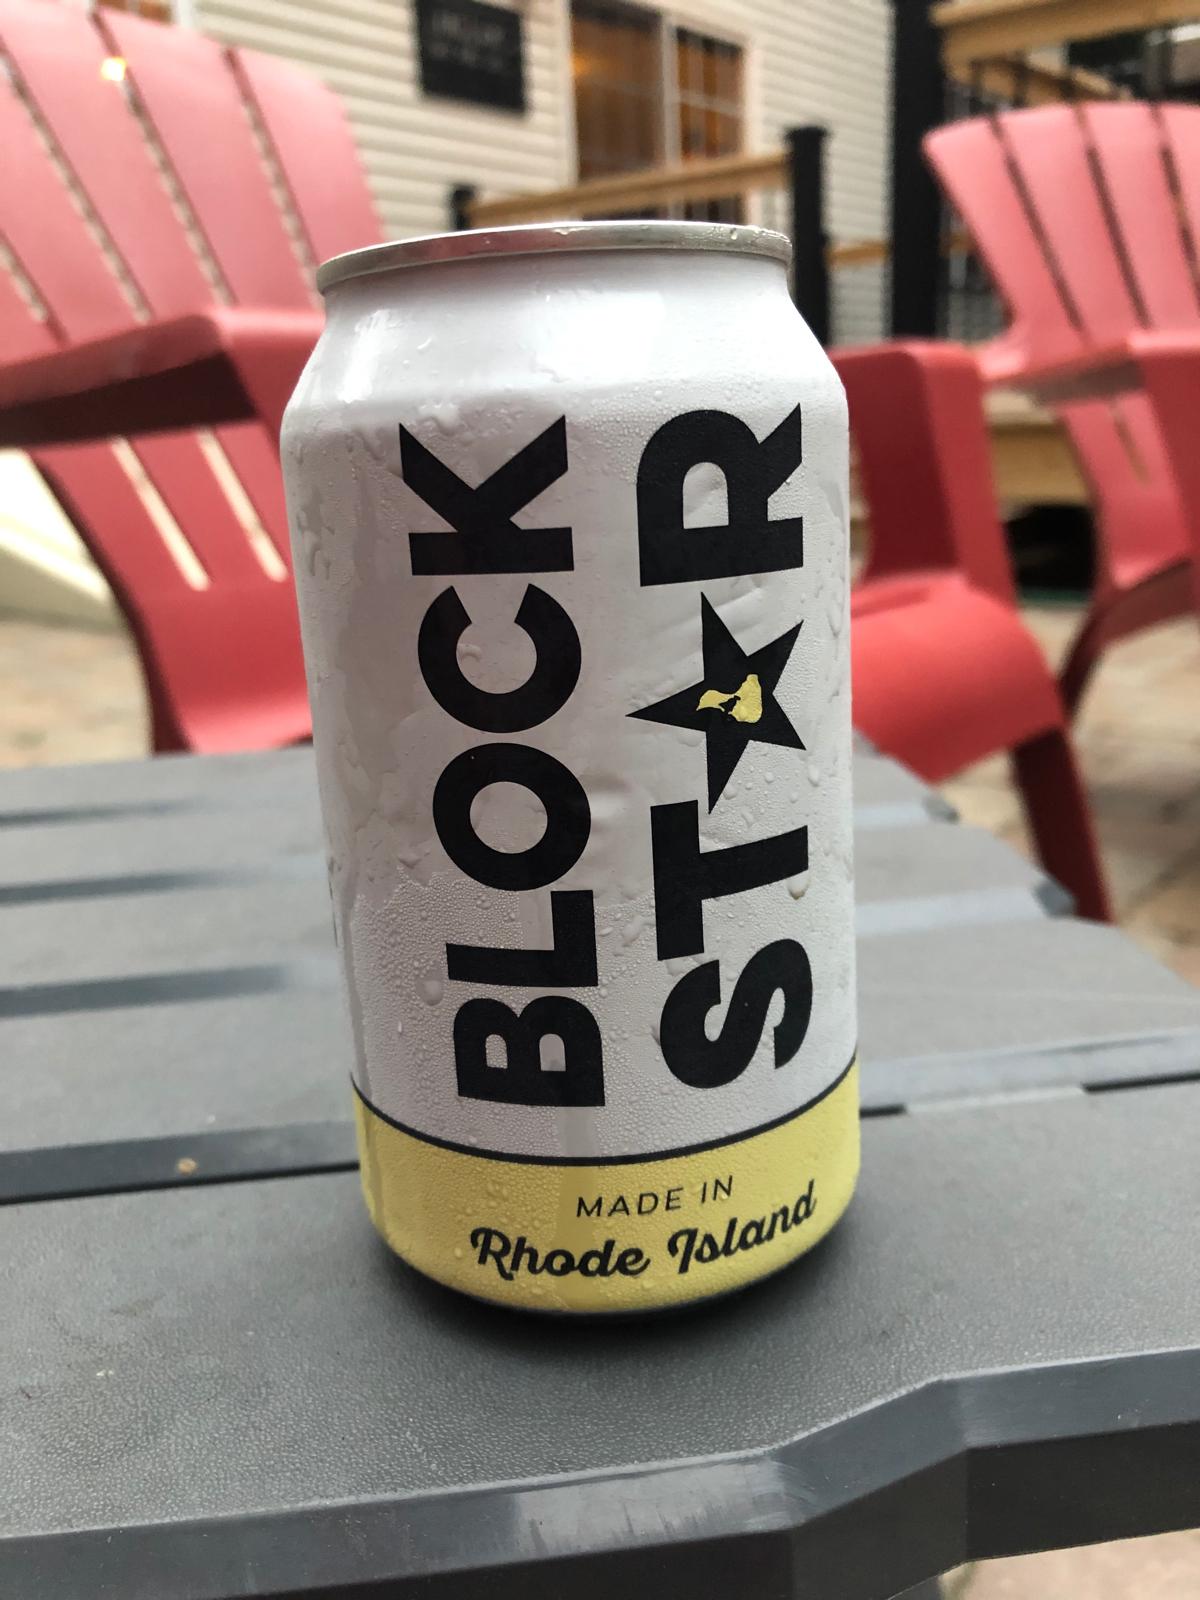 BLOCK
ST★R
MADE IN
Rhode Island